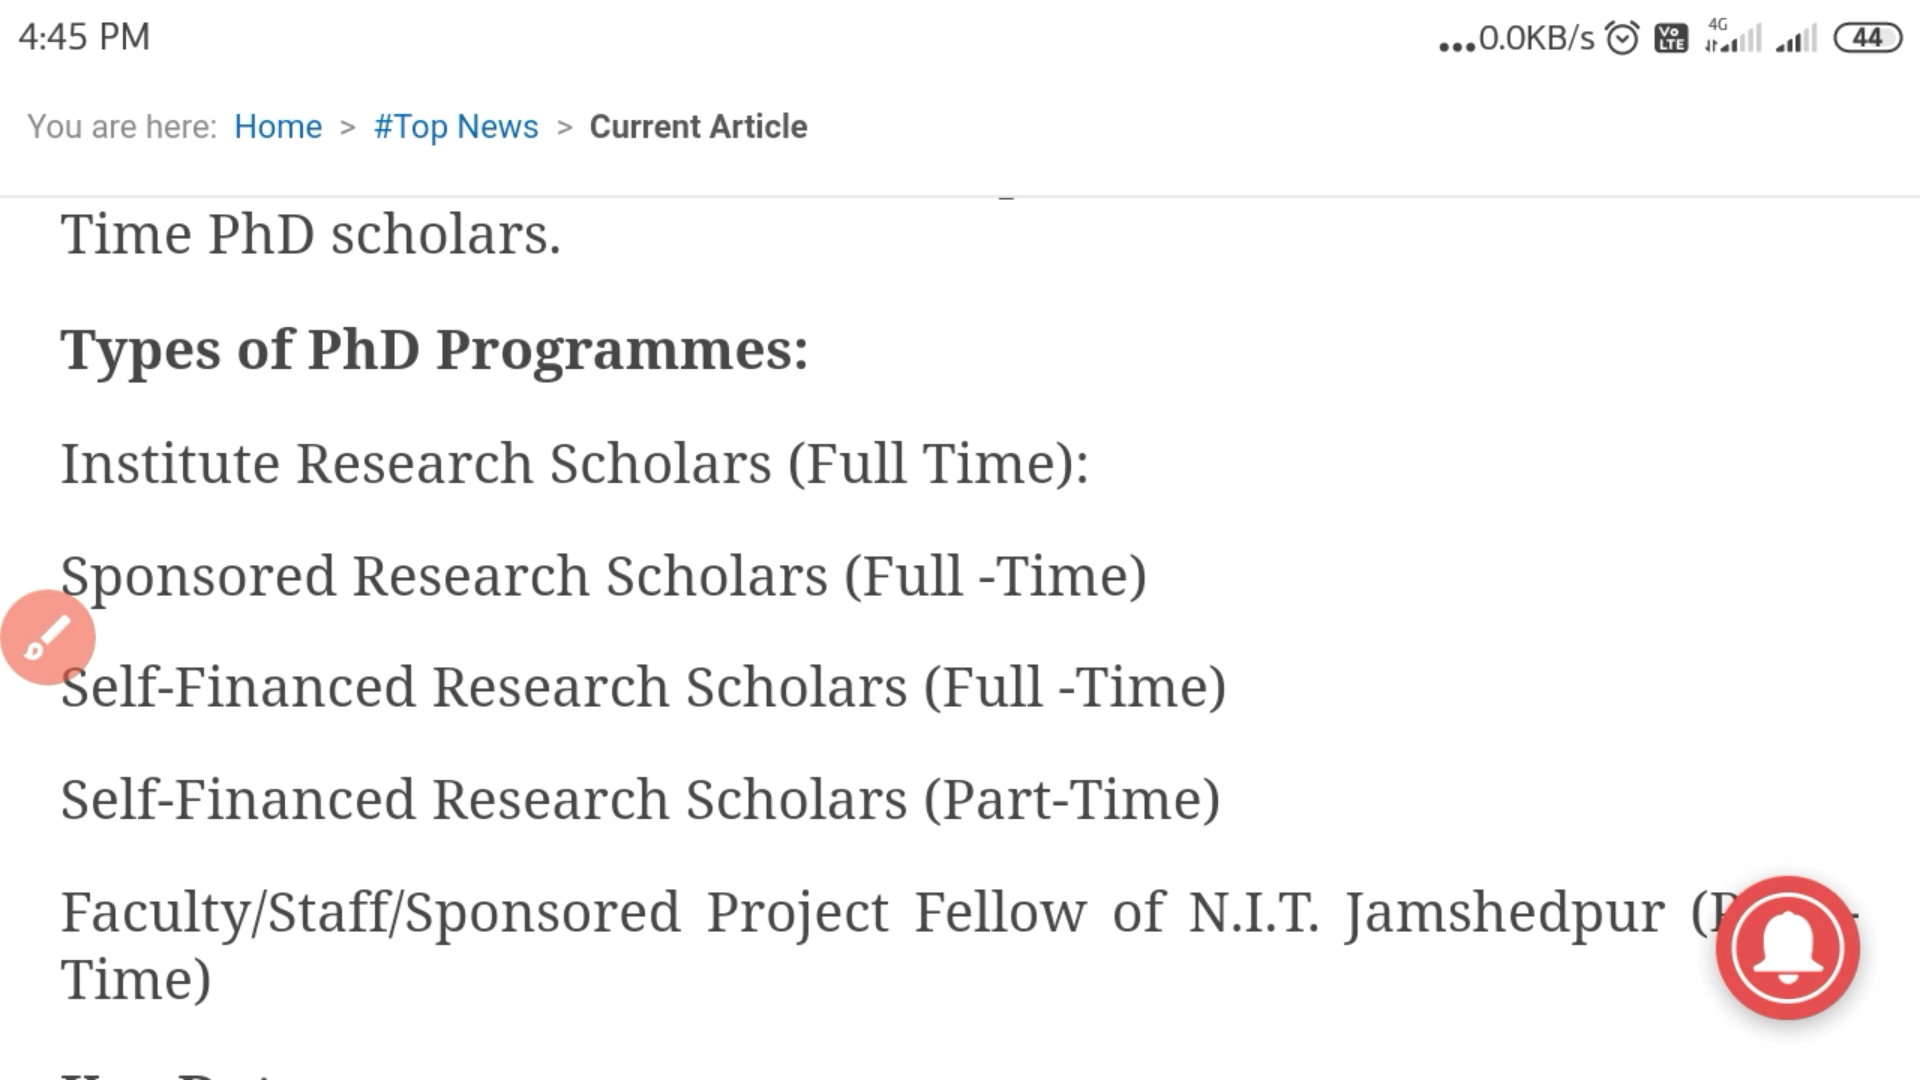 4:45 PM
...0.0KB/s
Vo LTE
4G
44
You are here: Home > #Top News > Current Article
Time PhD scholars.
Types of PhD Programmes:
Institute Research Scholars (Full Time):
Sponsored Research Scholars (Full -Time)
Self-Financed Research Scholars (Full -Time)
Self-Financed Research Scholars (Part-Time)
Faculty/Staff/Sponsored Project Fellow of N.I.T. Jamshedpur
Time)